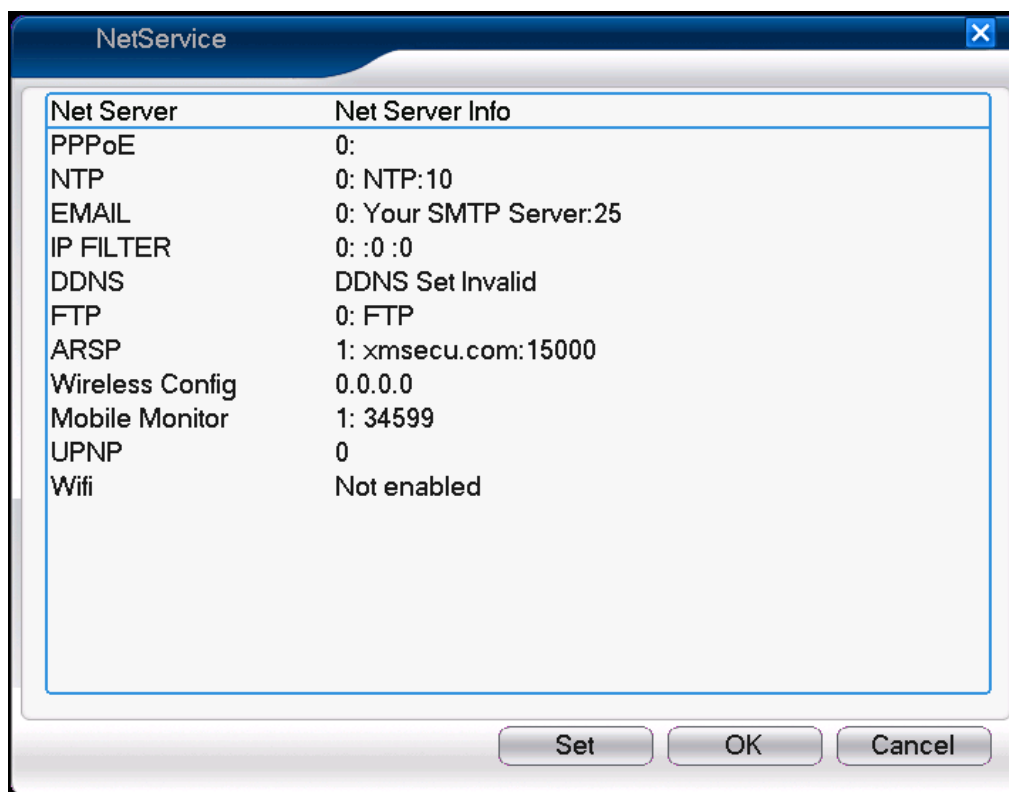 NetService
Net Server Net Server Info
PPPoE 0:
NTP 0: NTP:10
EMAIL 0: Your SMTP Server:25
IP FILTER 0: :0 :0
DDNS DDNS Set Invalid
FTP 0: FTP
ARSP 1: xmsecu.com:15000
Wireless Config 0.0.0.0
Mobile Monitor 1: 34599
UPNP 0
Wifi Not enabled
Set OK Cancel